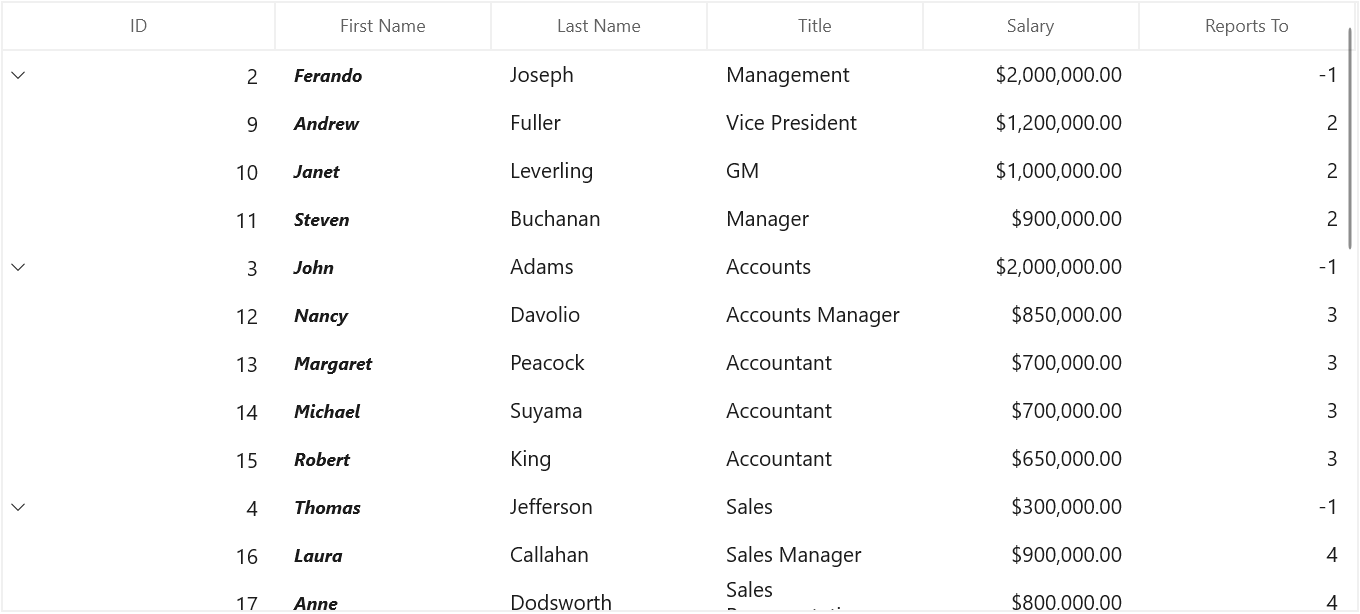 ID First Name Last Name Title Salary Reports To
2 Ferando Joseph Management $2,000,000.00 -1
9 Andrew Fuller Vice President $1,200,000.00 2
10 Janet Leverling GM $1,000,000.00 2
11 Steven Buchanan Manager $900,000.00 2
3 John Adams Accounts $2,000,000.00 -1
12 Nancy Davolio Accounts Manager $850,000.00 3
13 Margaret Peacock Accountant $700,000.00 3
14 Michael Suyama Accountant $700,000.00 3
15 Robert King Accountant $650,000.00 3
4 Thomas Jefferson Sales $300,000.00 -1
16 Laura Callahan Sales Manager $900,000.00 4
17 Anne Dodsworth Sales $800,000.00 4